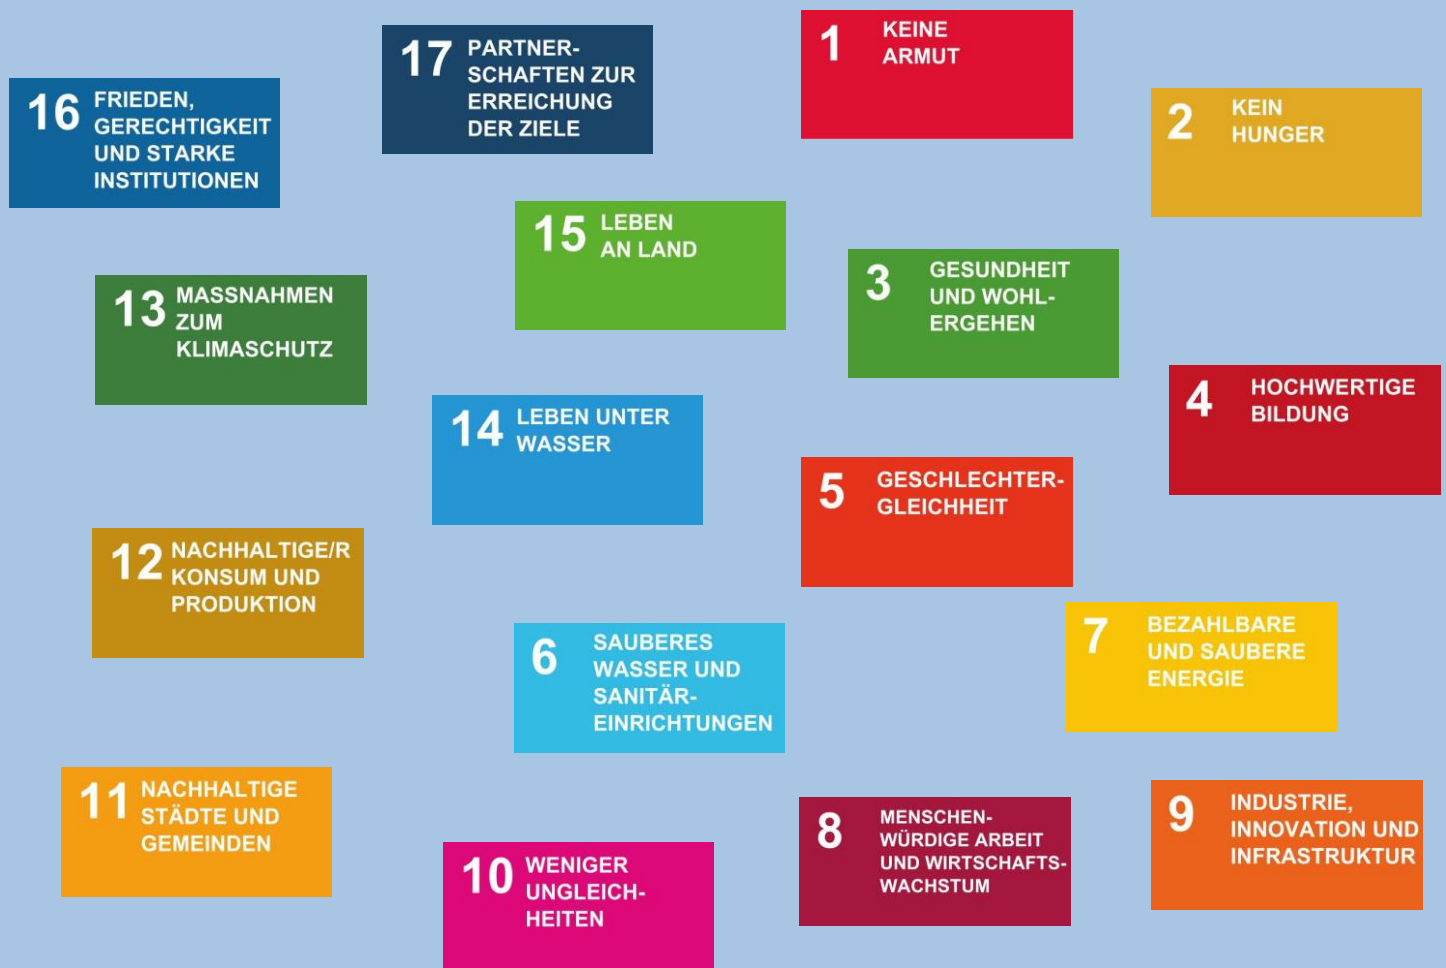 1 KEINE
ARMUT
2 KEIN
HUNGER
3 GESUNDHEIT
UND WOHL-
ERGEHEN
4 HOCHWERTIGE
BILDUNG
5 GESCHLECHTER-
GLEICHHEIT
6 SAUBERES
WASSER UND
SANITÄR-
EINRICHTUNGEN
7 BEZAHLBARE
UND SAUBERE
ENERGIE
8 MENSCHEN-
WÜRDIGE ARBEIT
UND WIRTSCHAFTS-
WACHSTUM
9 INDUSTRIE,
INNOVATION UND
INFRASTRUKTUR
10 WENIGER
UNGLEICH-
HEITEN
11 NACHHALTIGE
STÄDTE UND
GEMEINDEN
12 NACHHALTIGE/R
KONSUM UND
PRODUKTION
13 MASSNAHMEN
ZUM
KLIMASCHUTZ
14 LEBEN UNTER
WASSER
15 LEBEN
AN LAND
16 FRIEDEN,
GERECHTIGKEIT
UND STARKE
INSTITUTIONEN
17 PARTNER-
SCHAFTEN ZUR
ERREICHUNG
DER ZIELE